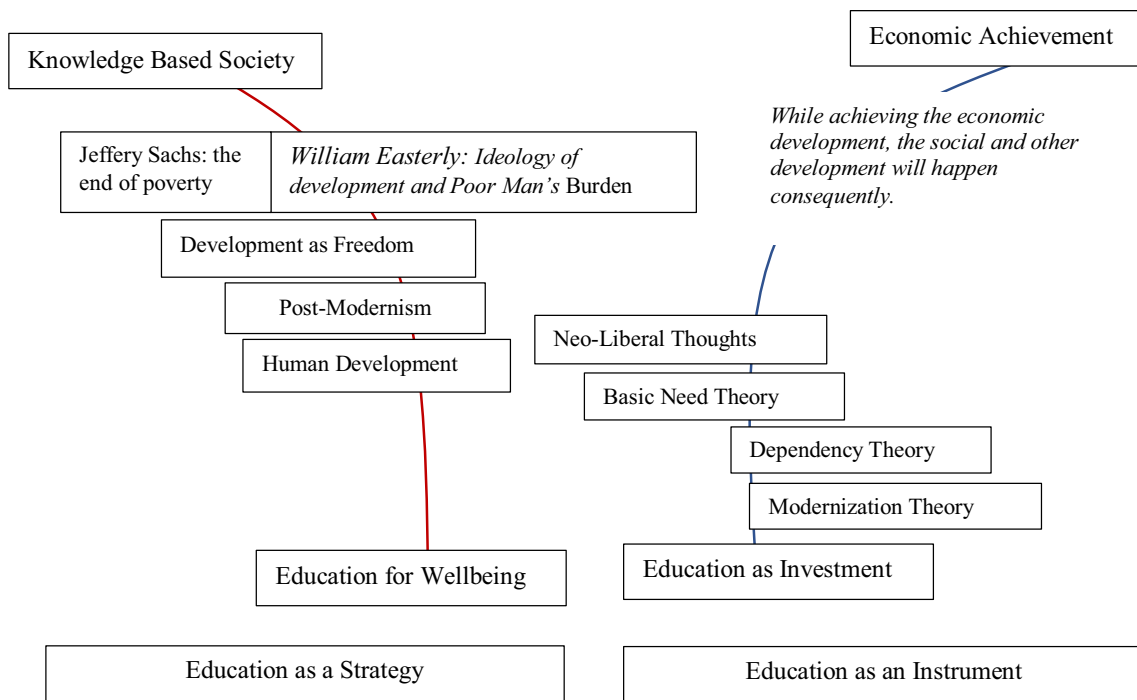 Knowledge Based Society
Jeffery Sachs: the
end of poverty
William Easterly: Ideology of
development and Poor Man’s Burden
Development as Freedom
Post-Modernism
Human Development
Education for Wellbeing
Education as a Strategy
Economic Achievement
While achieving the economic
development, the social and other
development will happen
consequently.
Neo-Liberal Thoughts
Basic Need Theory
Dependency Theory
Modernization Theory
Education as Investment
Education as an Instrument